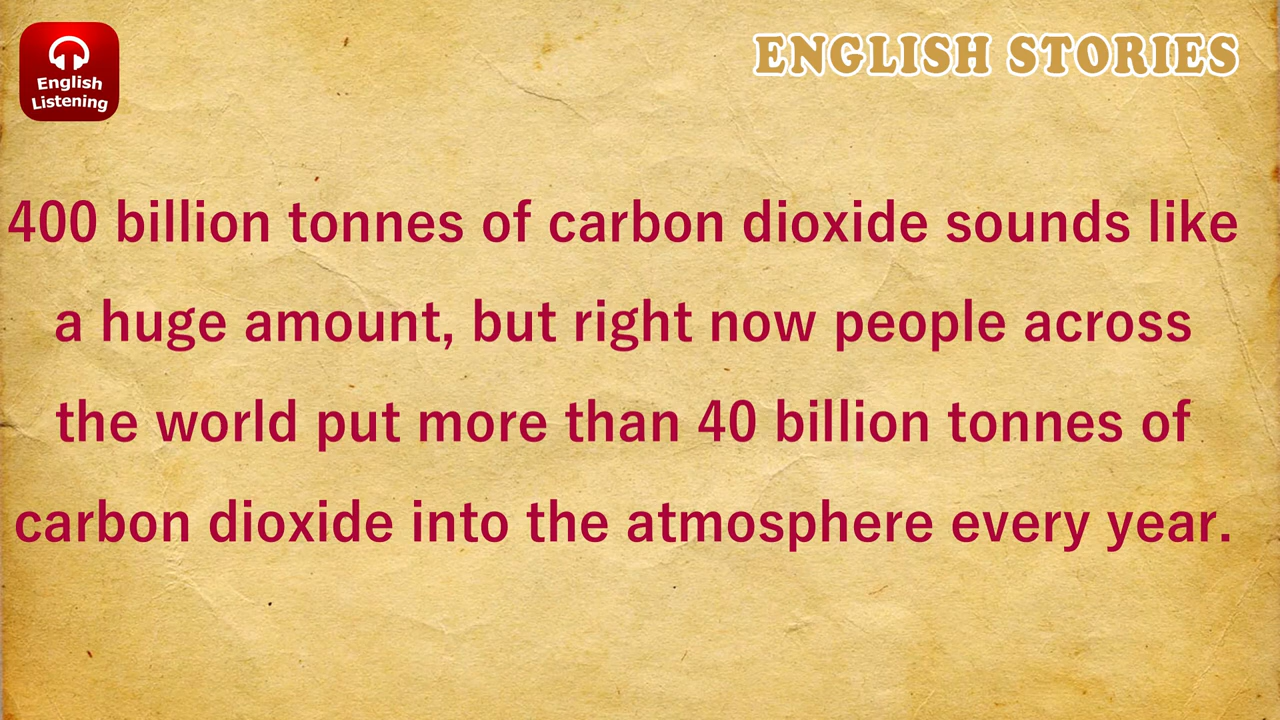 English
Listening
ENGLISH STORIES
400 billion tonnes of carbon dioxide sounds like
a huge amount, but right now people across
the world put more than 40 billion tonnes of
carbon dioxide into the atmosphere every year.